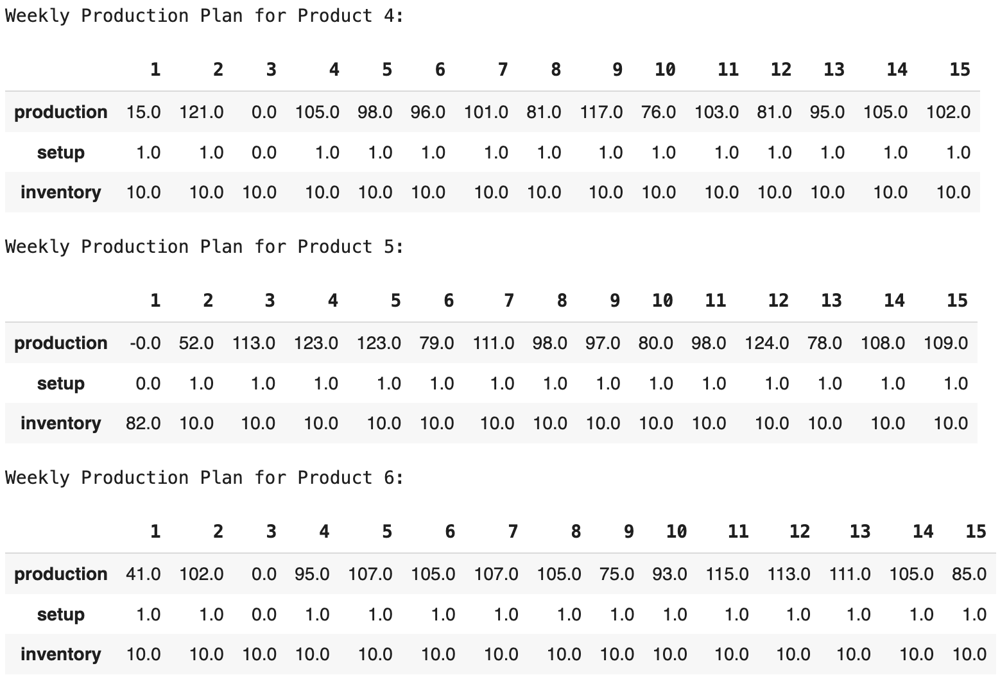 Weekly Production Plan for Product 4:
1 2 3 4 5 6 7 8 9 10 11 12 13 14 15
production 15.0 121.0 0.0 105.0 98.0 96.0 101.0 81.0 117.0 76.0 103.0 81.0 95.0 105.0 102.0
setup 1.0 1.0 0.0 1.0 1.0 1.0 1.0 1.0 1.0 1.0 1.0 1.0 1.0 1.0 1.0
inventory 10.0 10.0 10.0 10.0 10.0 10.0 10.0 10.0 10.0 10.0 10.0 10.0 10.0 10.0 10.0
Weekly Production Plan for Product 5:
1 2 3 4 5 6 7 8 9 10 11 12 13 14 15
production -0.0 52.0 113.0 123.0 123.0 79.0 111.0 98.0 97.0 80.0 98.0 124.0 78.0 108.0 109.0
setup 0.0 1.0 1.0 1.0 1.0 1.0 1.0 1.0 1.0 1.0 1.0 1.0 1.0 1.0 1.0
inventory 82.0 10.0 10.0 10.0 10.0 10.0 10.0 10.0 10.0 10.0 10.0 10.0 10.0 10.0 10.0
Weekly Production Plan for Product 6:
1 2 3 4 5 6 7 8 9 10 11 12 13 14 15
production 41.0 102.0 0.0 95.0 107.0 105.0 107.0 105.0 75.0 93.0 115.0 113.0 111.0 105.0 85.0
setup 1.0 1.0 0.0 1.0 1.0 1.0 1.0 1.0 1.0 1.0 1.0 1.0 1.0 1.0 1.0
inventory 10.0 10.0 10.0 10.0 10.0 10.0 10.0 10.0 10.0 10.0 10.0 10.0 10.0 10.0 10.0